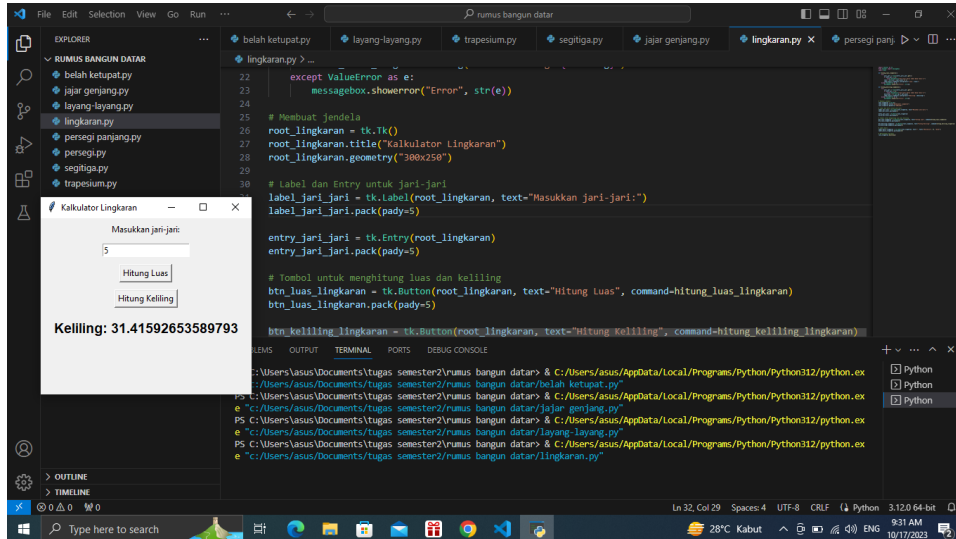 File Edit Selection View Go Run ··· rumus bangun datar
EXPLORER ···
belah ketupat.py layang-layang.py trapesium.py segitiga.py jajar genjang.py lingkaran.py persegi panj
RUMUS BANGUN DATAR
belah ketupat.py
jajar genjang.py
layang-layang.py
lingkaran.py
persegi panjang.py
persegi.py
segitiga.py
trapesium.py
lingkaran.py > ...
22 except ValueError as e:
23 messagebox.showerror("Error", str(e))
24
25 # Membuat jendela
26 root_lingkaran = tk.Tk()
27 root_lingkaran.title("Kalkulator Lingkaran")
28 root_lingkaran.geometry("300x250")
29
30 # Label dan Entry untuk jari-jari
label_jari_jari = tk.Label(root_lingkaran, text="Masukkan jari-jari:")
label_jari_jari.pack(pady=5)
entry_jari_jari = tk.Entry(root_lingkaran)
entry_jari_jari.pack(pady=5)
# Tombol untuk menghitung luas dan keliling
btn_luas_lingkaran = tk.Button(root_lingkaran, text="Hitung Luas", command=hitung_luas_lingkaran)
btn_luas_lingkaran.pack(pady=5)
btn_keliling_lingkaran = tk.Button(root_lingkaran, text="Hitung Keliling", command=hitung_keliling_lingkaran)
Kalkulator Lingkaran
Masukkan jari-jari:
5
Hitung Luas
Hitung Keliling
Keliling: 31.41592653589793
LEMS OUTPUT TERMINAL PORTS DEBUG CONSOLE
C:\Users\asus\Documents\tugas semester2\rumus bangun datar> & C:/Users/asus/AppData/Local/Programs/Python/Python312/python.ex
:/Users/asus/Documents/tugas semester2/rumus bangun datar/belah ketupat.py"
PS C:\Users\asus\Documents\tugas semester2\rumus bangun datar> & C:/Users/asus/AppData/Local/Programs/Python/Python312/python.ex
e "c:/Users/asus/Documents/tugas semester2/rumus bangun datar/jajar genjang.py"
PS C:\Users\asus\Documents\tugas semester2\rumus bangun datar> & C:/Users/asus/AppData/Local/Programs/Python/Python312/python.ex
e "c:/Users/asus/Documents/tugas semester2/rumus bangun datar/layang-layang.py"
PS C:\Users\asus\Documents\tugas semester2\rumus bangun datar> & C:/Users/asus/AppData/Local/Programs/Python/Python312/python.ex
e "c:/Users/asus/Documents/tugas semester2/rumus bangun datar/lingkaran.py"
Python
Python
Python
OUTLINE
TIMELINE
0 0 0 Ln 32, Col 29 Spaces: 4 UTF-8 CRLF Python 3.12.0 64-bit
Type here to search 28°C Kabut ENG 9:31 AM
10/17/2023 2